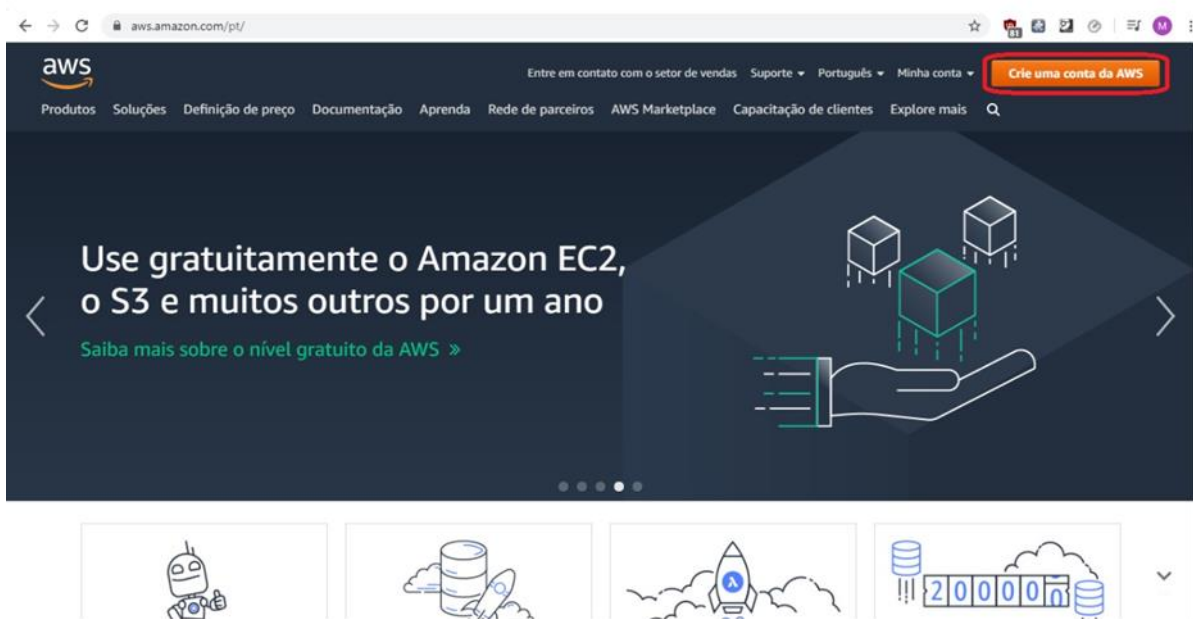 aws.amazon.com/pt/
81
M
aws
Entre em contato com o setor de vendas Suporte Português Minha conta Crie uma conta da AWS
Produtos Soluções Definição de preço Documentação Aprenda Rede de parceiros AWS Marketplace Capacitação de clientes Explore mais
Use gratuitamente o Amazon EC2,
o S3 e muitos outros por um ano
Saiba mais sobre o nível gratuito da AWS »
λ
200000